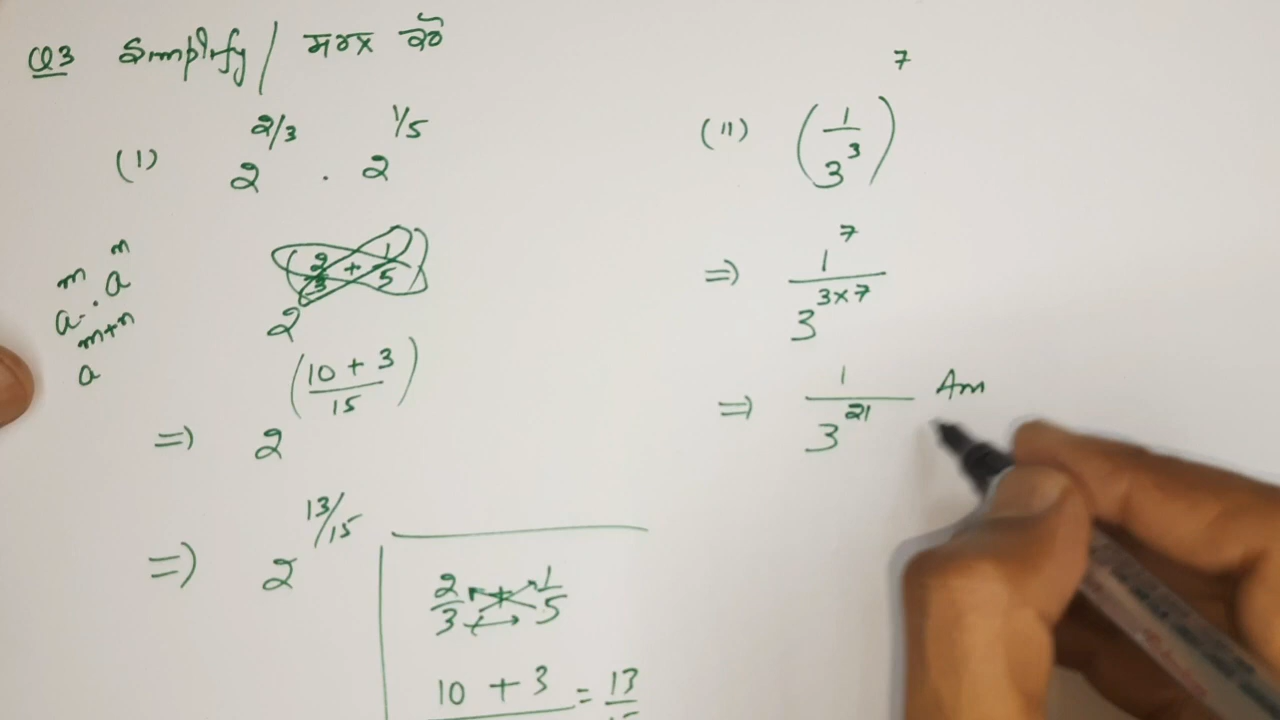 Q3 Simplify / सरल करें
(I) 2^{2/3} . 2^{1/5}
a^m . a^n
a^{m+n}
2^{(2/3 + 1/5)}
=) 2^{((10 + 3)/15)}
=) 2^{13/15}
2/3 + 1/5
10 + 3 = 13
(II) (1/3^3)^7
=) 1^7/3^{3×7}
=) 1/3^{21} Ans